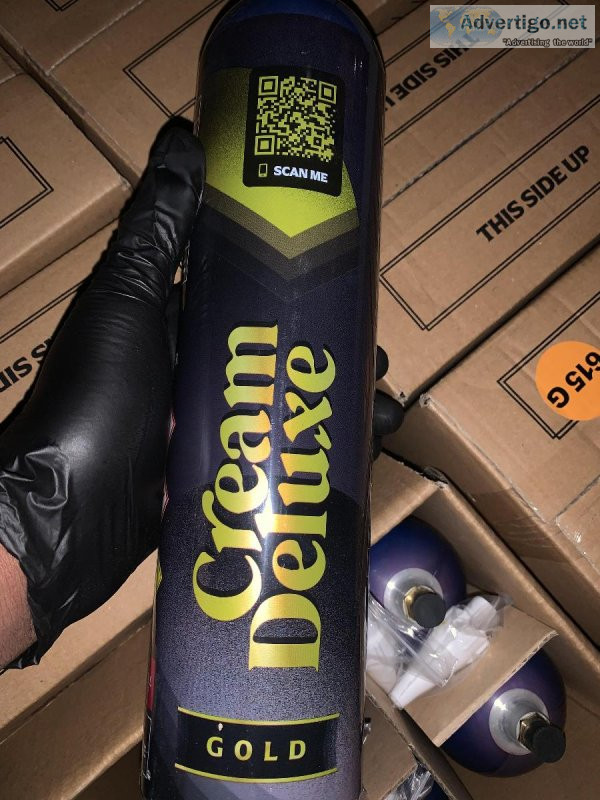 Advertigo.net
"Advertising the world"
SCAN ME
THIS SIDE UP
615 G
Cream
Deluxe
GOLD